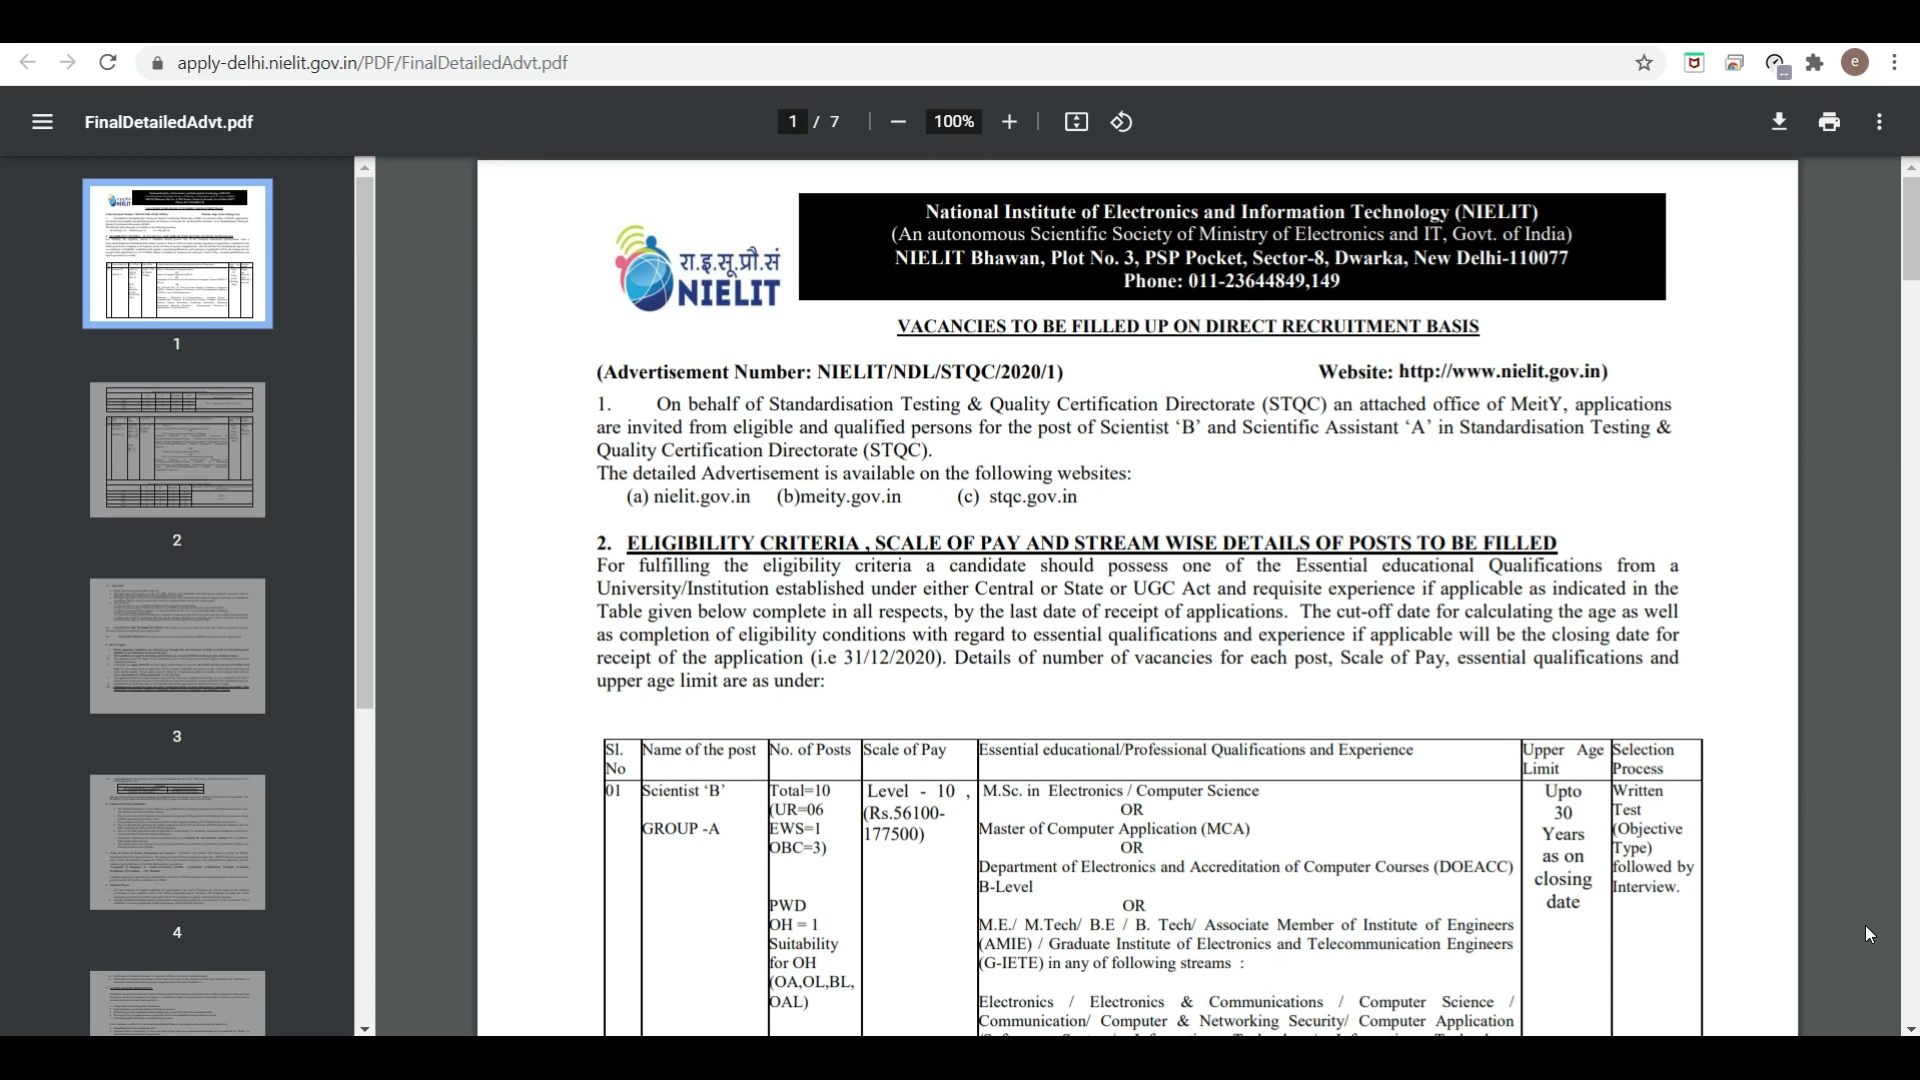 apply-delhi.nielit.gov.in/PDF/FinalDetailedAdvt.pdf
e
FinalDetailedAdvt.pdf
1 / 7
100%
1
2
3
4
रा.इ.सू.प्रौ.सं
NIELIT
National Institute of Electronics and Information Technology (NIELIT)
(An autonomous Scientific Society of Ministry of Electronics and IT, Govt. of India)
NIELIT Bhawan, Plot No. 3, PSP Pocket, Sector-8, Dwarka, New Delhi-110077
Phone: 011-23644849,149
VACANCIES TO BE FILLED UP ON DIRECT RECRUITMENT BASIS
(Advertisement Number: NIELIT/NDL/STQC/2020/1) Website: http://www.nielit.gov.in)
1. On behalf of Standardisation Testing & Quality Certification Directorate (STQC) an attached office of MeitY, applications
are invited from eligible and qualified persons for the post of Scientist ‘B’ and Scientific Assistant ‘A’ in Standardisation Testing &
Quality Certification Directorate (STQC).
The detailed Advertisement is available on the following websites:
(a) nielit.gov.in (b)meity.gov.in (c) stqc.gov.in
2. ELIGIBILITY CRITERIA , SCALE OF PAY AND STREAM WISE DETAILS OF POSTS TO BE FILLED
For fulfilling the eligibility criteria a candidate should possess one of the Essential educational Qualifications from a
University/Institution established under either Central or State or UGC Act and requisite experience if applicable as indicated in the
Table given below complete in all respects, by the last date of receipt of applications. The cut-off date for calculating the age as well
as completion of eligibility conditions with regard to essential qualifications and experience if applicable will be the closing date for
receipt of the application (i.e 31/12/2020). Details of number of vacancies for each post, Scale of Pay, essential qualifications and
upper age limit are as under:
Sl.
No
Name of the post
No. of Posts
Scale of Pay
Essential educational/Professional Qualifications and Experience
Upper Age
Limit
Selection
Process
01
Scientist ‘B’
GROUP -A
Total=10
(UR=06
EWS=1
OBC=3)
PWD
OH = 1
Suitability
for OH
(OA,OL,BL,
OAL)
Level - 10 ,
(Rs.56100-
177500)
M.Sc. in Electronics / Computer Science
OR
Master of Computer Application (MCA)
OR
Department of Electronics and Accreditation of Computer Courses (DOEACC)
B-Level
OR
M.E./ M.Tech/ B.E / B. Tech/ Associate Member of Institute of Engineers
(AMIE) / Graduate Institute of Electronics and Telecommunication Engineers
(G-IETE) in any of following streams :
Electronics / Electronics & Communications / Computer Science /
Communication/ Computer & Networking Security/ Computer Application
Upto
30
Years
as on
closing
date
Written
Test
(Objective
Type)
followed by
Interview.